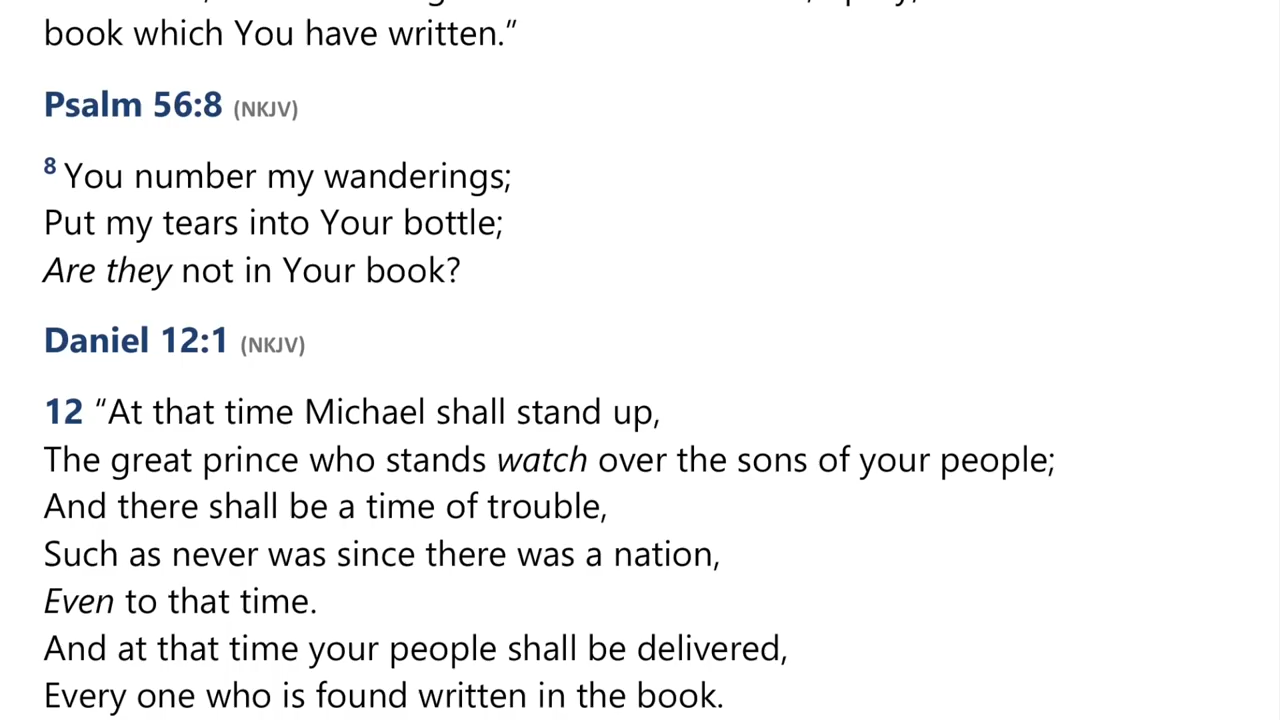 book which You have written.”
Psalm 56:8 (NKJV)
8 You number my wanderings;
Put my tears into Your bottle;
Are they not in Your book?
Daniel 12:1 (NKJV)
12 “At that time Michael shall stand up,
The great prince who stands watch over the sons of your people;
And there shall be a time of trouble,
Such as never was since there was a nation,
Even to that time.
And at that time your people shall be delivered,
Every one who is found written in the book.